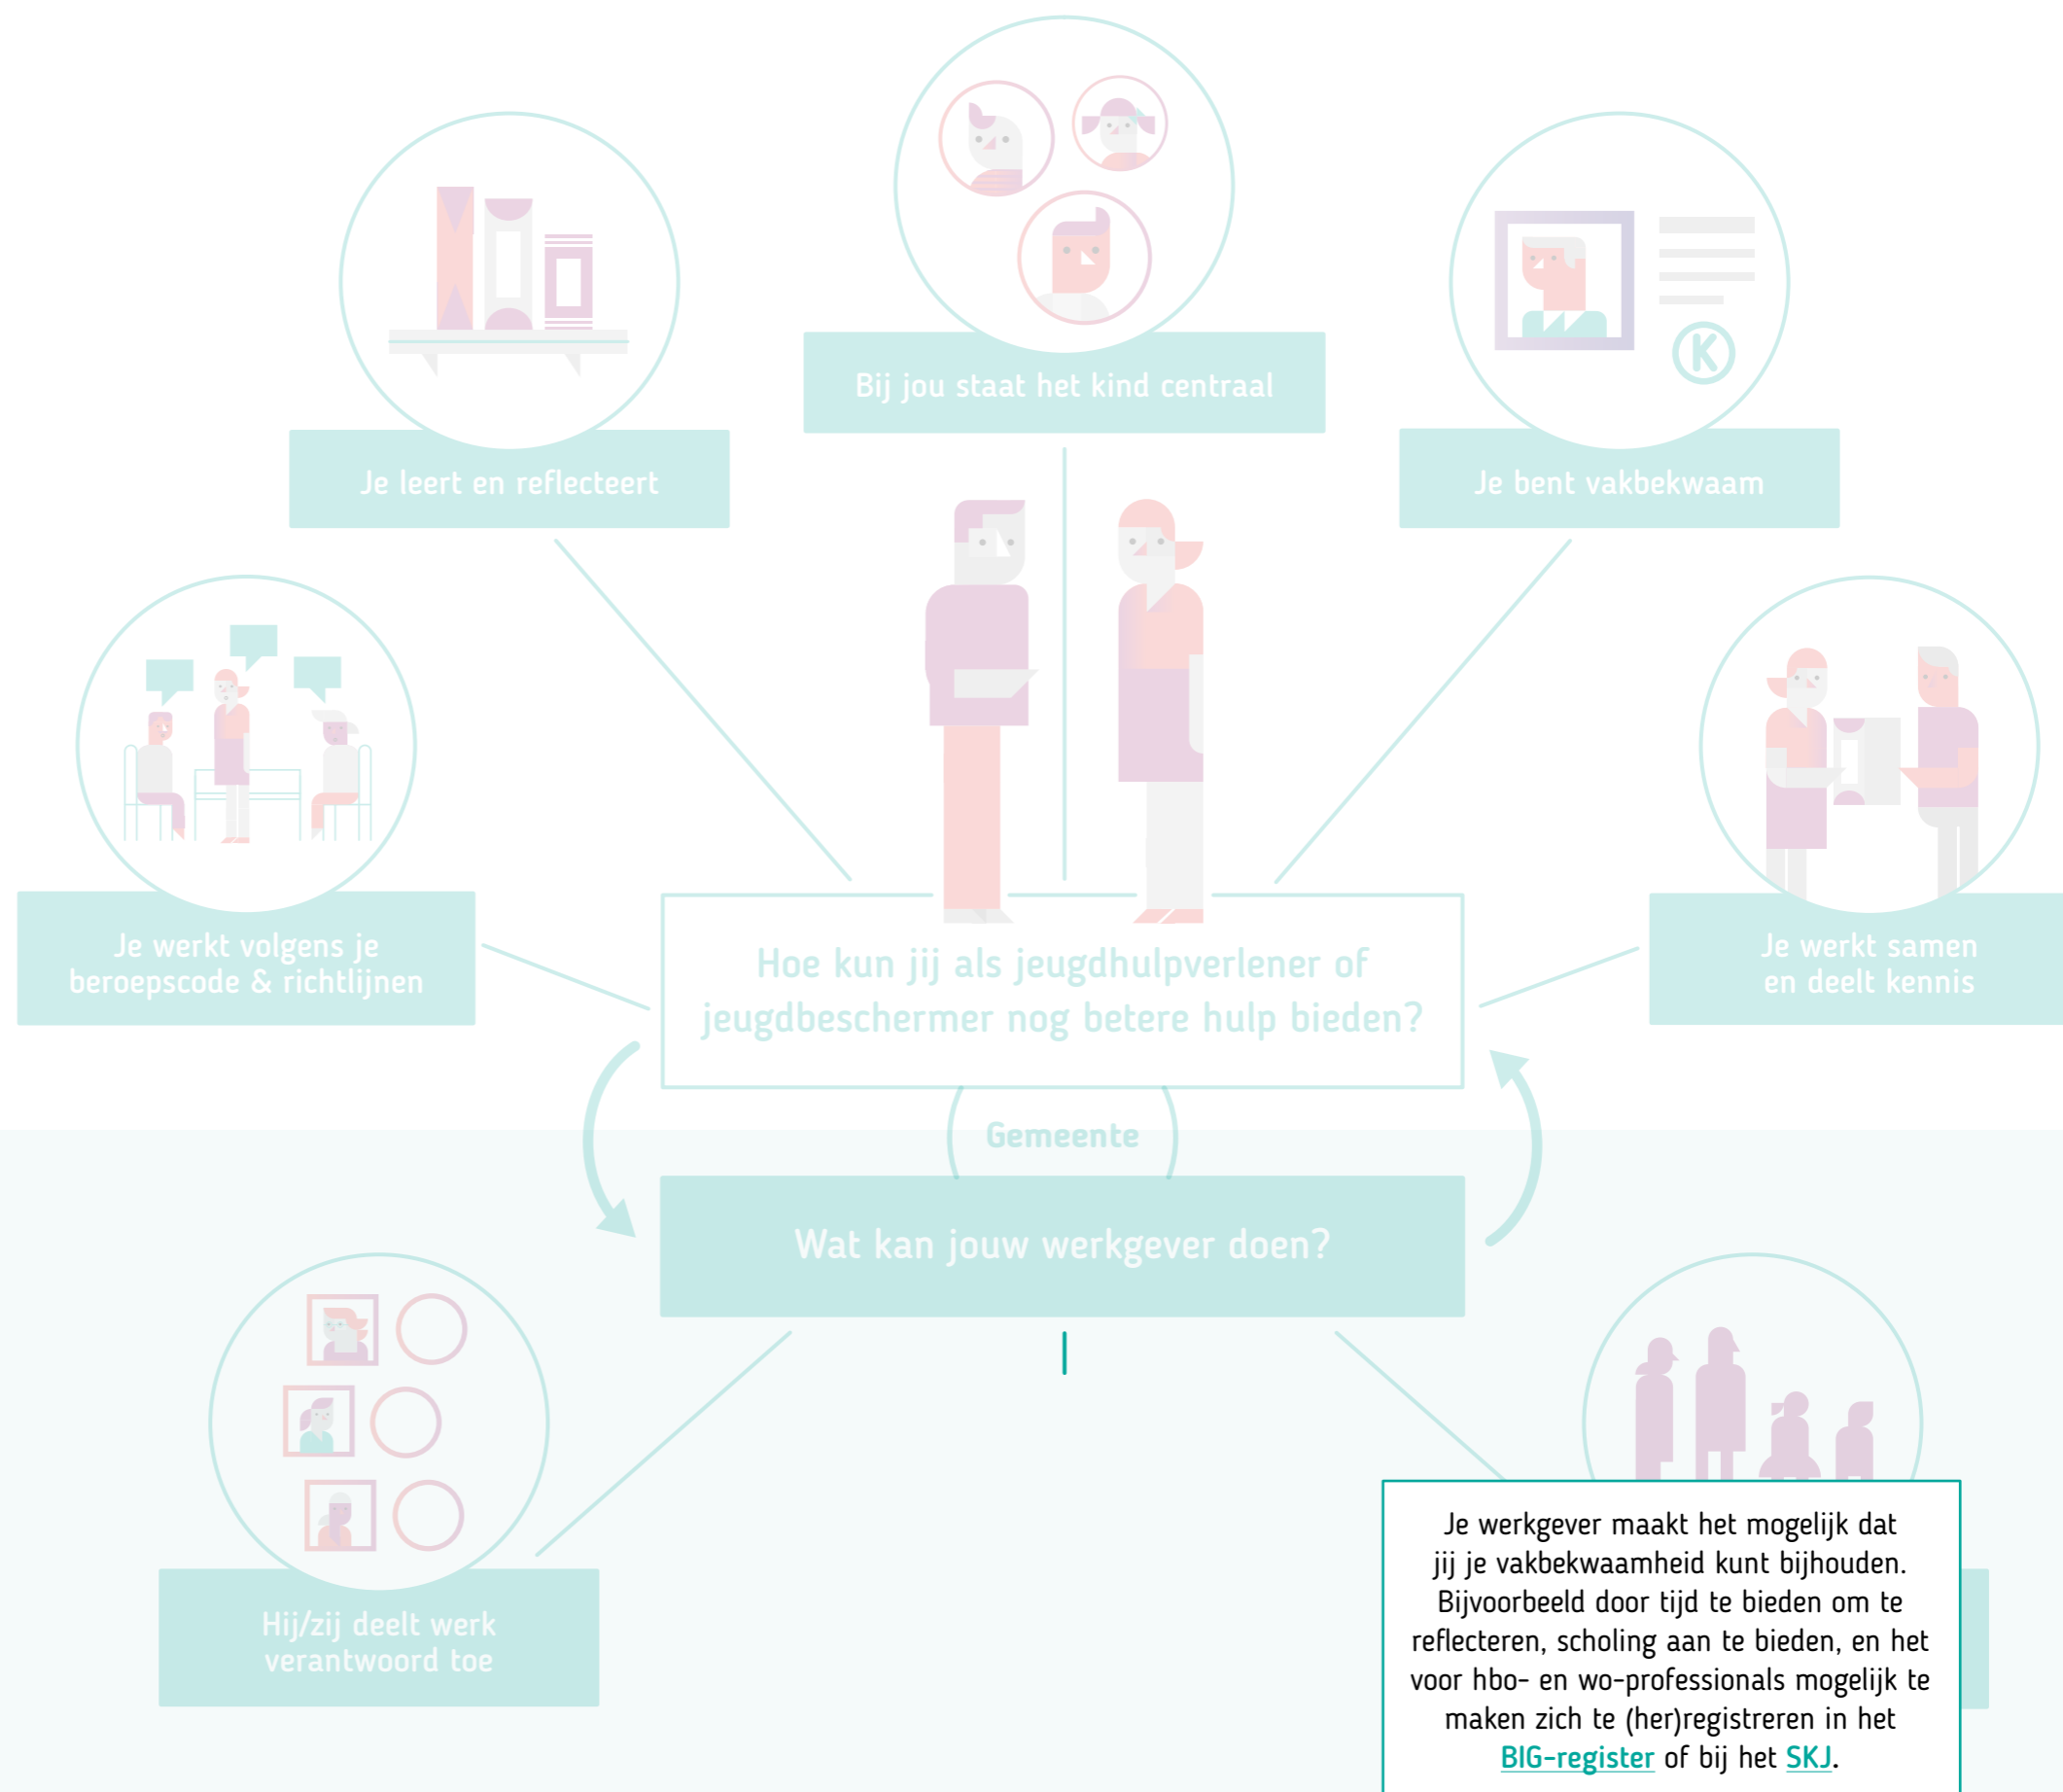 Bij jou staat het kind centraal
Je leert en reflecteert
Je bent vakbekwaam
K
Je werkt volgens je
beroepscode & richtlijnen
Je werkt samen
en deelt kennis
Hoe kun jij als jeugdhulpverlener of
jeugdbeschermer nog betere hulp bieden?
Gemeente
Wat kan jouw werkgever doen?
Hij/zij deelt werk
verantwoord toe
Je werkgever maakt het mogelijk dat
jij je vakbekwaamheid kunt bijhouden.
Bijvoorbeeld door tijd te bieden om te
reflecteren, scholing aan te bieden, en het
voor hbo- en wo-professionals mogelijk te
maken zich te (her)registreren in het
BIG-register of bij het SKJ.